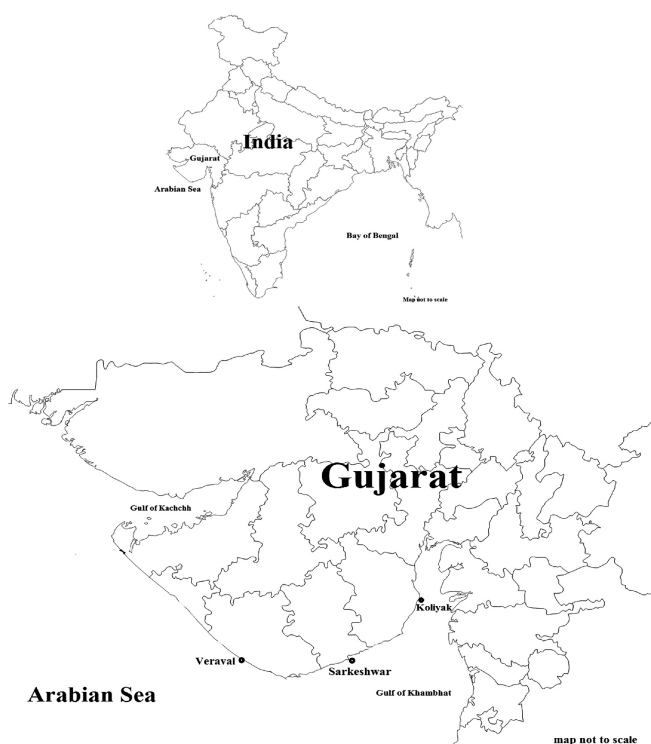 India
Gujarat
Arabian Sea
Bay of Bengal
Map not to scale
Gujarat
Gulf of Kachchh
Koliyak
Veraval
Sarkeshwar
Arabian Sea
Gulf of Khambhat
map not to scale